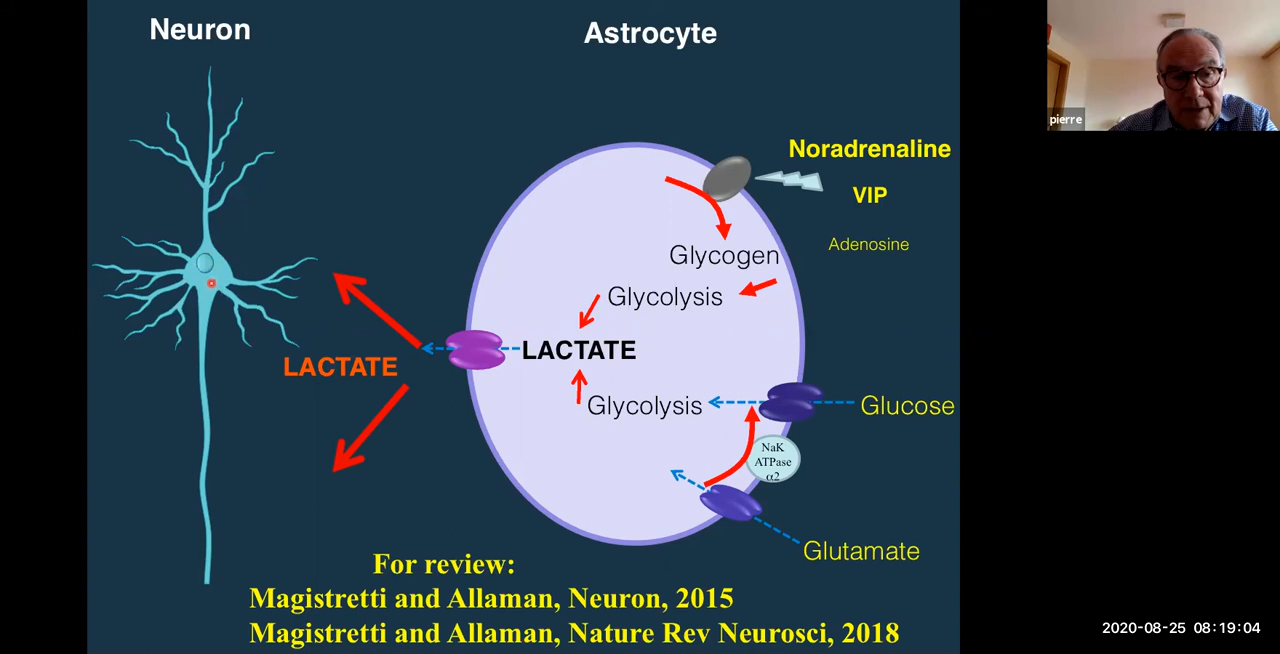 Neuron
Astrocyte
pierre
Noradrenaline
VIP
Adenosine
Glycogen
Glycolysis
LACTATE
LACTATE
Glycolysis
Glucose
NaK
ATPase
α2
Glutamate
For review:
Magistretti and Allaman, Neuron, 2015
Magistretti and Allaman, Nature Rev Neurosci, 2018
2020-08-25 08:19:04